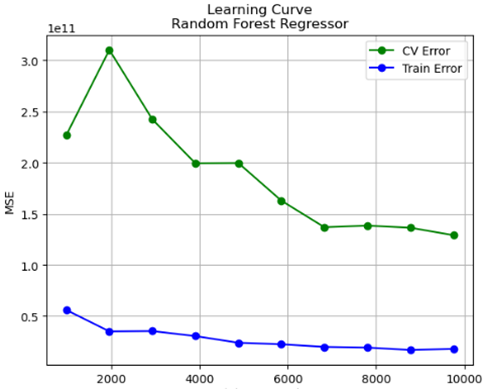 Learning Curve
Random Forest Regressor
1e11
CV Error
Train Error
3.0
2.5
2.0
1.5
1.0
0.5
MSE
2000 4000 6000 8000 10000